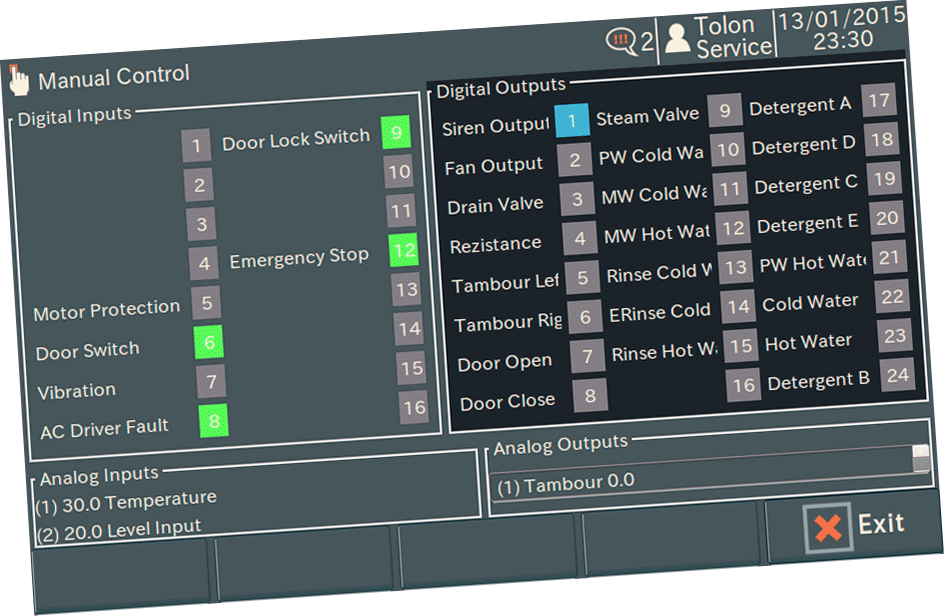 !!! 2
Tolon
Service
13/01/2015
23:30
Manual Control
Digital Inputs
1
2
3
4
Motor Protection 5
Door Switch 6
Vibration 7
AC Driver Fault 8
Door Lock Switch 9
10
11
Emergency Stop 12
13
14
15
16
Digital Outputs
Siren Output 1
Fan Output 2
Drain Valve 3
Rezistance 4
Tambour Lef 5
Tambour Rig 6
Door Open 7
Door Close 8
Steam Valve 9
PW Cold Wa 10
MW Cold Wa 11
MW Hot Wat 12
Rinse Cold W 13
ERinse Cold 14
Rinse Hot Wa 15
16
Detergent A 17
Detergent D 18
Detergent C 19
Detergent E 20
PW Hot Wate 21
Cold Water 22
Hot Water 23
Detergent B 24
Analog Inputs
(1) 30.0 Temperature
(2) 20.0 Level Input
Analog Outputs
(1) Tambour 0.0
Exit